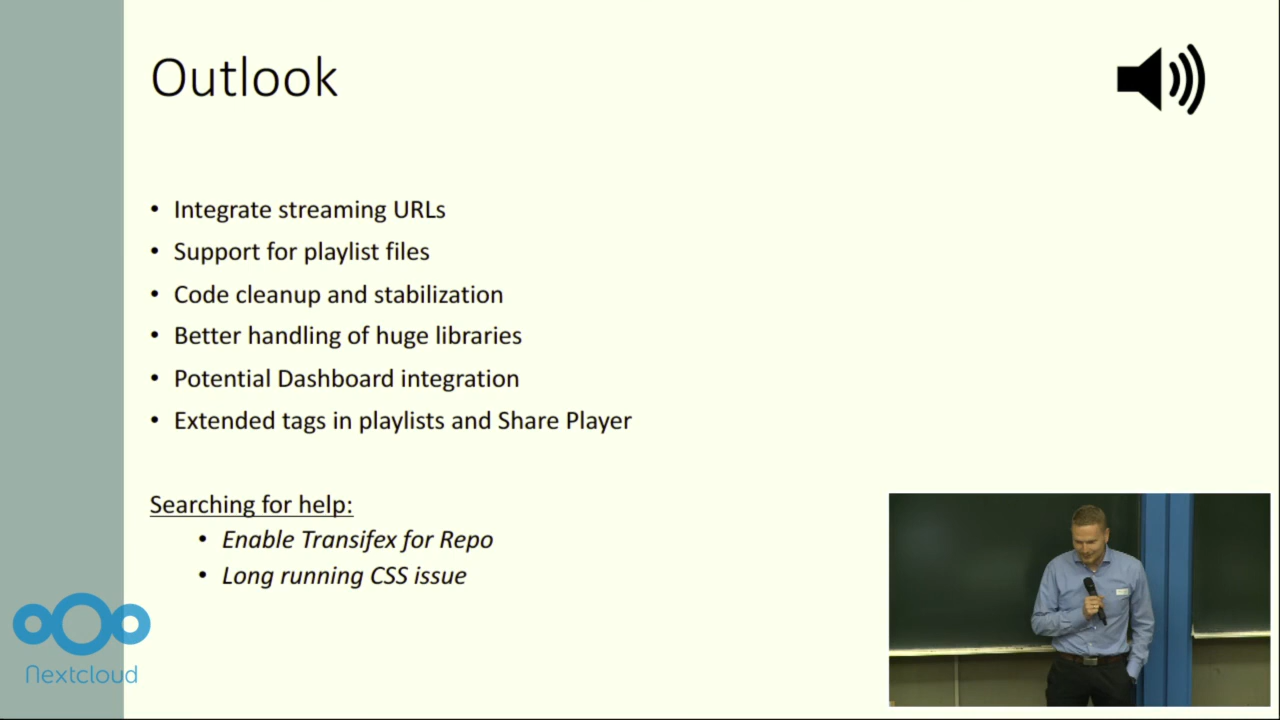 Outlook
• Integrate streaming URLs
• Support for playlist files
• Code cleanup and stabilization
• Better handling of huge libraries
• Potential Dashboard integration
• Extended tags in playlists and Share Player
Searching for help:
• Enable Transifex for Repo
• Long running CSS issue
Nextcloud